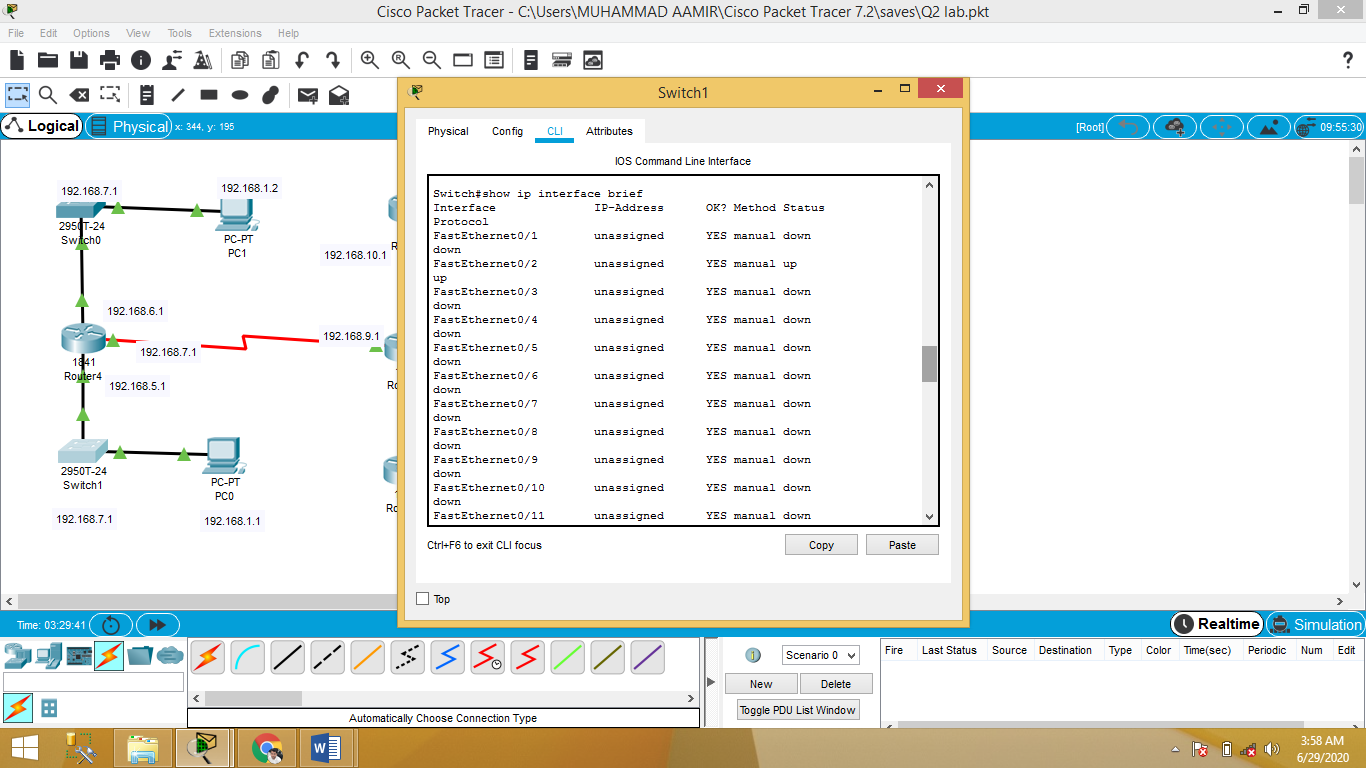 Cisco Packet Tracer - C:\Users\MUHAMMAD AAMIR\Cisco Packet Tracer 7.2\saves\Q2 lab.pkt
File Edit Options View Tools Extensions Help
Logical Physical x: 344, y: 195
[Root] 09:55:30
192.168.7.1
192.168.1.2
2950T-24
Switch0
PC-PT
PC1
192.168.10.1
192.168.6.1
192.168.9.1
192.168.7.1
1841
Router4
192.168.5.1
2950T-24
Switch1
PC-PT
PC0
192.168.7.1
192.168.1.1
Switch1
Physical Config CLI Attributes
IOS Command Line Interface
Switch#show ip interface brief
Interface IP-Address OK? Method Status
Protocol
FastEthernet0/1 unassigned YES manual down
down
FastEthernet0/2 unassigned YES manual up
up
FastEthernet0/3 unassigned YES manual down
down
FastEthernet0/4 unassigned YES manual down
down
FastEthernet0/5 unassigned YES manual down
down
FastEthernet0/6 unassigned YES manual down
down
FastEthernet0/7 unassigned YES manual down
down
FastEthernet0/8 unassigned YES manual down
down
FastEthernet0/9 unassigned YES manual down
down
FastEthernet0/10 unassigned YES manual down
down
FastEthernet0/11 unassigned YES manual down
Ctrl+F6 to exit CLI focus
Copy Paste
Top
Time: 03:29:41
Realtime Simulation
Scenario 0
New Delete
Toggle PDU List Window
Fire Last Status Source Destination Type Color Time(sec) Periodic Num Edit
Automatically Choose Connection Type
3:58 AM
6/29/2020